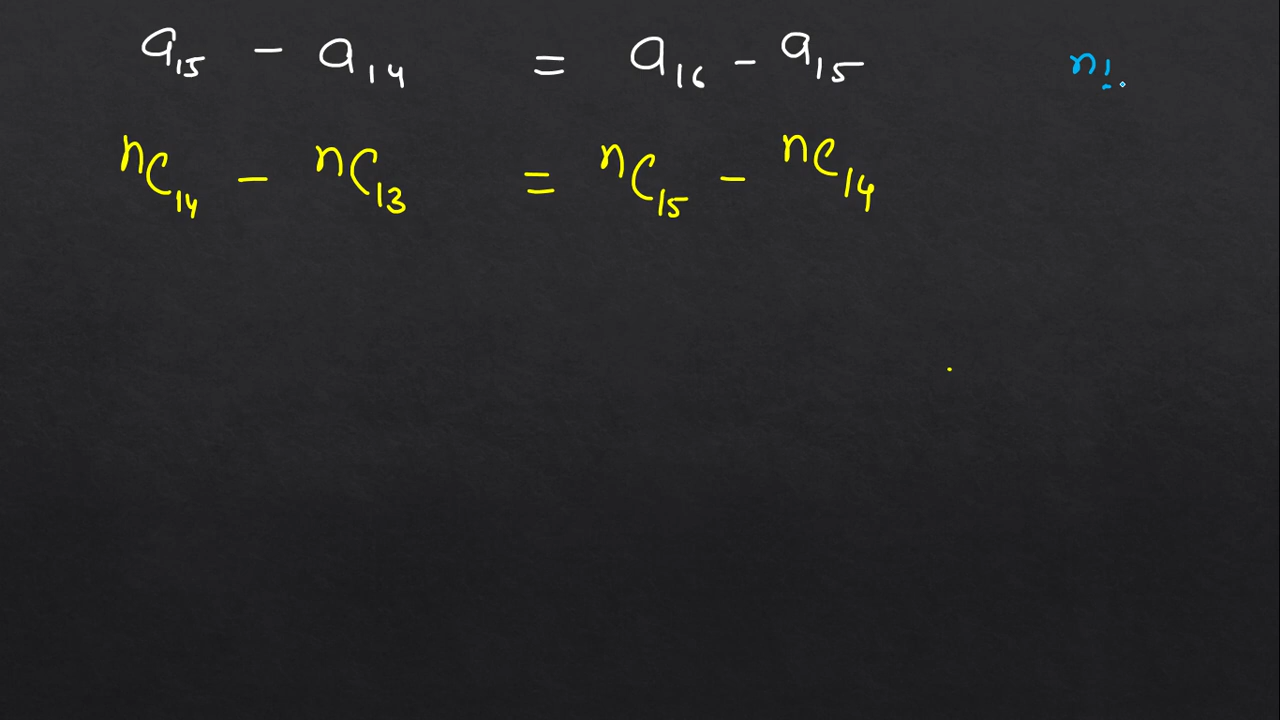 a₁₅ - a₁₄ = a₁₆ - a₁₅ n!
ⁿC₁₄ - ⁿC₁₃ = ⁿC₁₅ - ⁿC₁₄